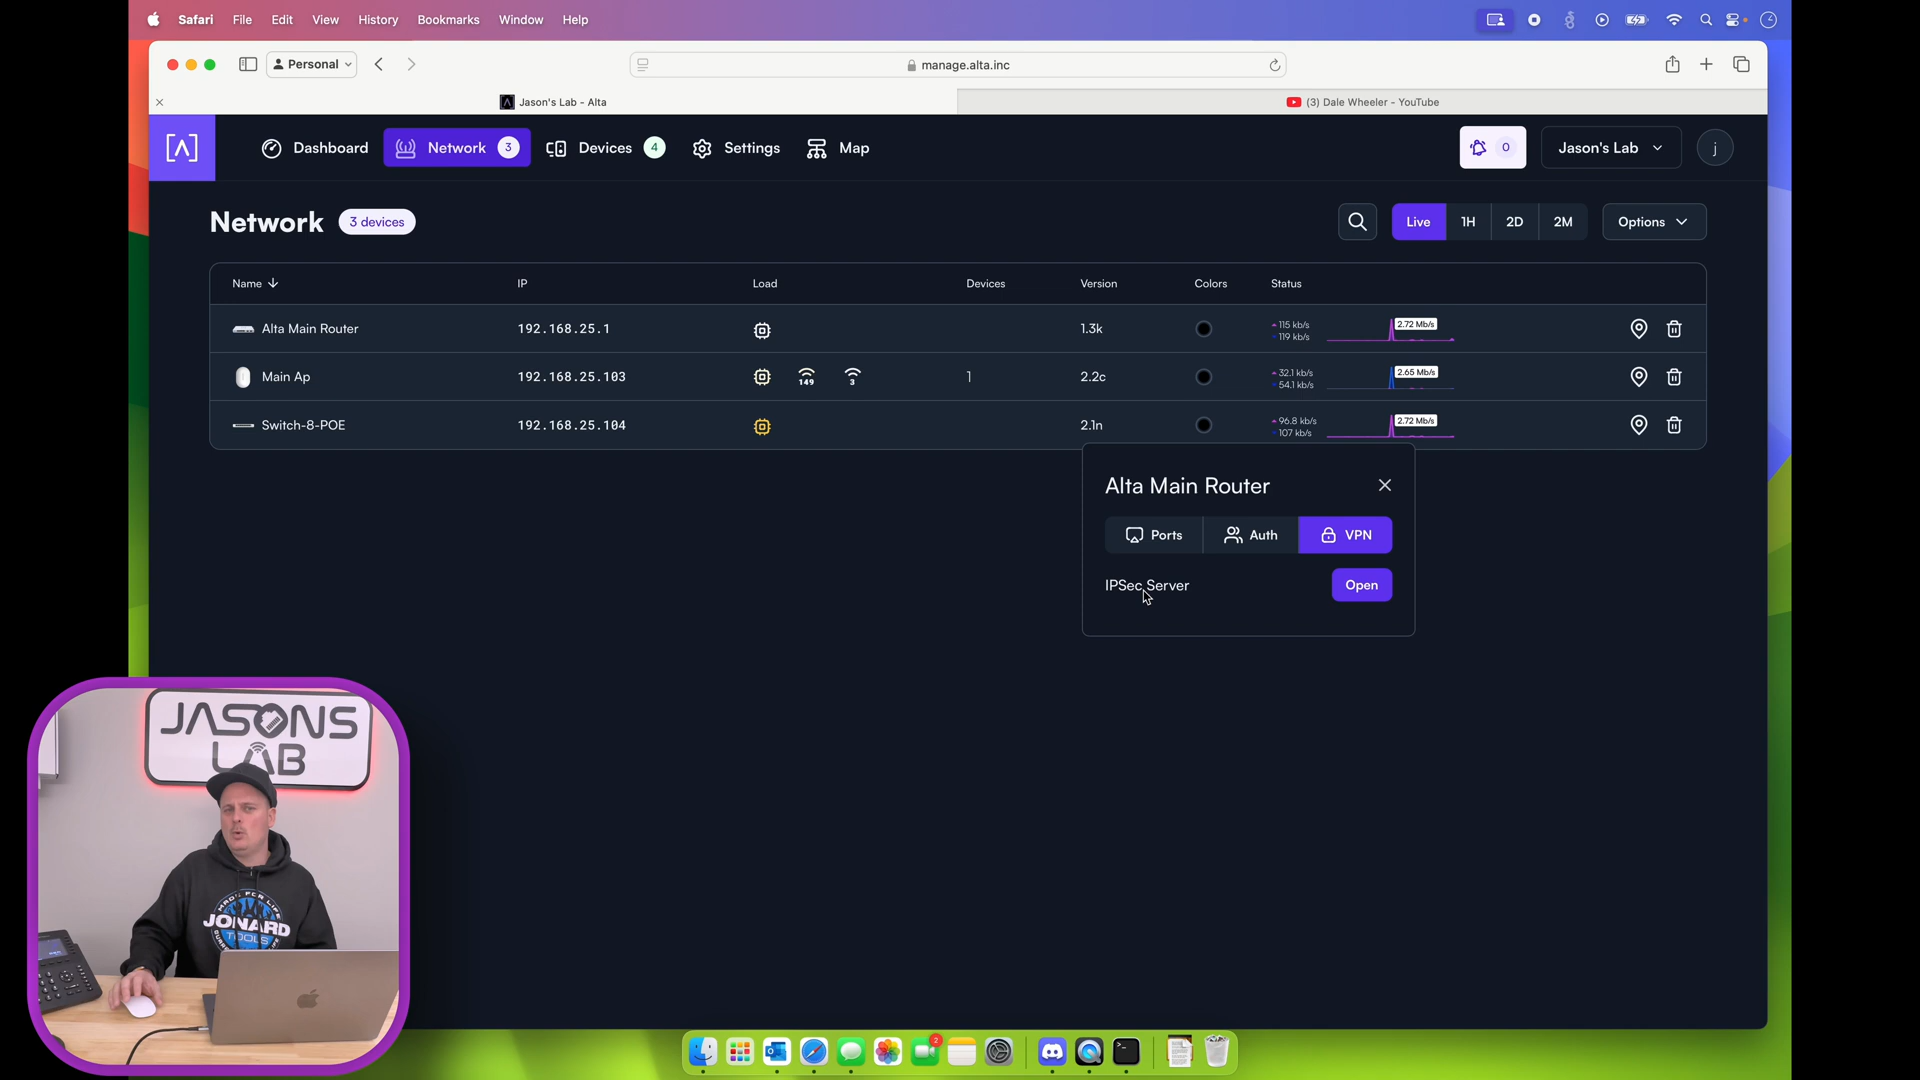 Safari File Edit View History Bookmarks Window Help
Personal
manage.alta.inc
Jason's Lab - Alta
(3) Dale Wheeler - YouTube
[Λ] Dashboard Network 3 Devices 4 Settings Map 0 Jason's Lab j
Network 3 devices Live 1H 2D 2M Options
Name IP Load Devices Version Colors Status
Alta Main Router 192.168.25.1 1.3k 115 kb/s 119 kb/s 2.72 Mb/s
Main Ap 192.168.25.103 149 3 1 2.2c 32.1 kb/s 54.1 kb/s 2.65 Mb/s
Switch-8-POE 192.168.25.104 2.1n 96.8 kb/s 107 kb/s 2.72 Mb/s
Alta Main Router
Ports Auth VPN
IPSec Server Open
JASONS
LAB
MADE FOR LIFE
JONARD
TOOLS
2